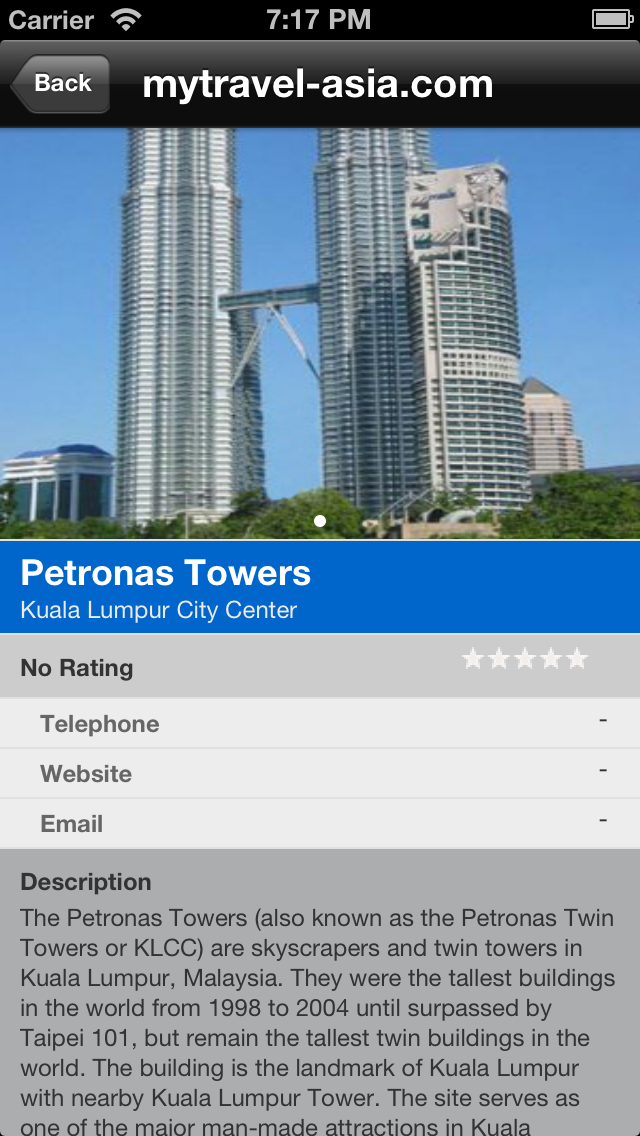 Carrier 7:17 PM
Back mytravel-asia.com
Petronas Towers
Kuala Lumpur City Center
No Rating
Telephone -
Website -
Email -
Description
The Petronas Towers (also known as the Petronas Twin
Towers or KLCC) are skyscrapers and twin towers in
Kuala Lumpur, Malaysia. They were the tallest buildings
in the world from 1998 to 2004 until surpassed by
Taipei 101, but remain the tallest twin buildings in the
world. The building is the landmark of Kuala Lumpur
with nearby Kuala Lumpur Tower. The site serves as
one of the major man-made attractions in Kuala